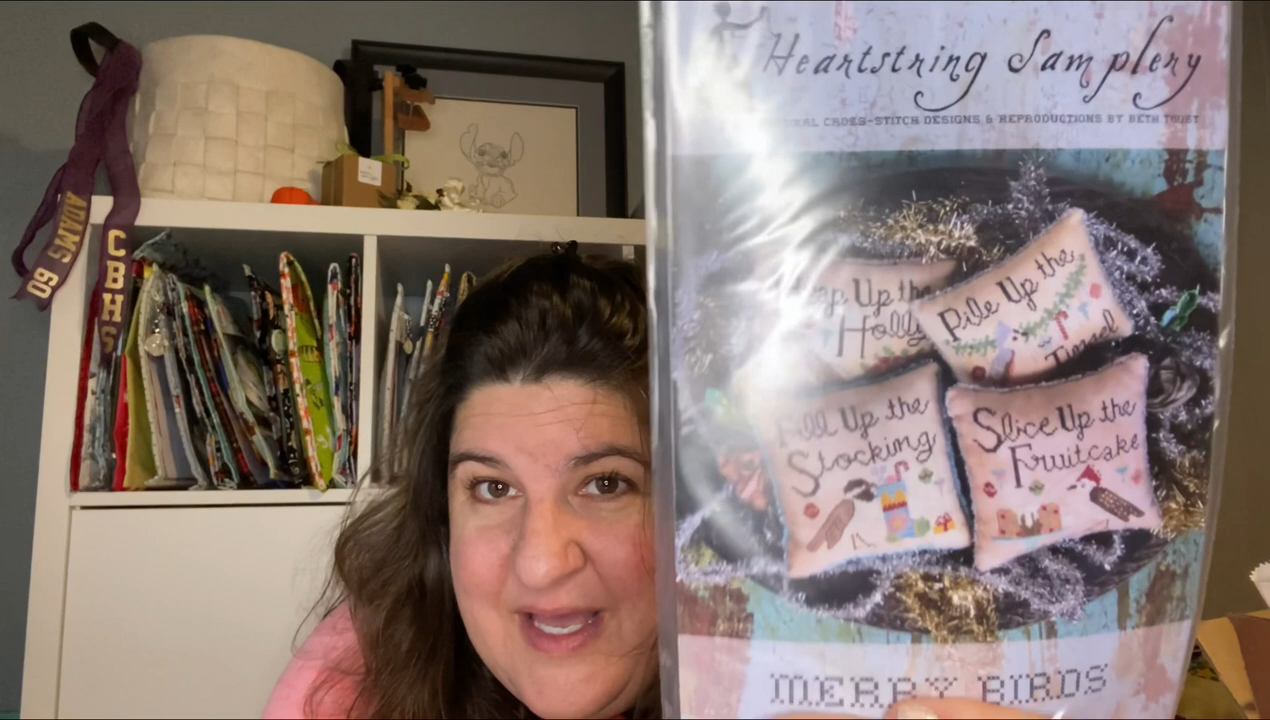 Heartstring Samplery
CROSS-STITCH DESIGNS & REPRODUCTIONS BY BETH TWIST
Up the
Holly
Pile Up the
Tinsel
Fill Up the
Stocking
Slice Up the
Fruitcake
MERRY BIRDS
ADAMS 60
CBHS